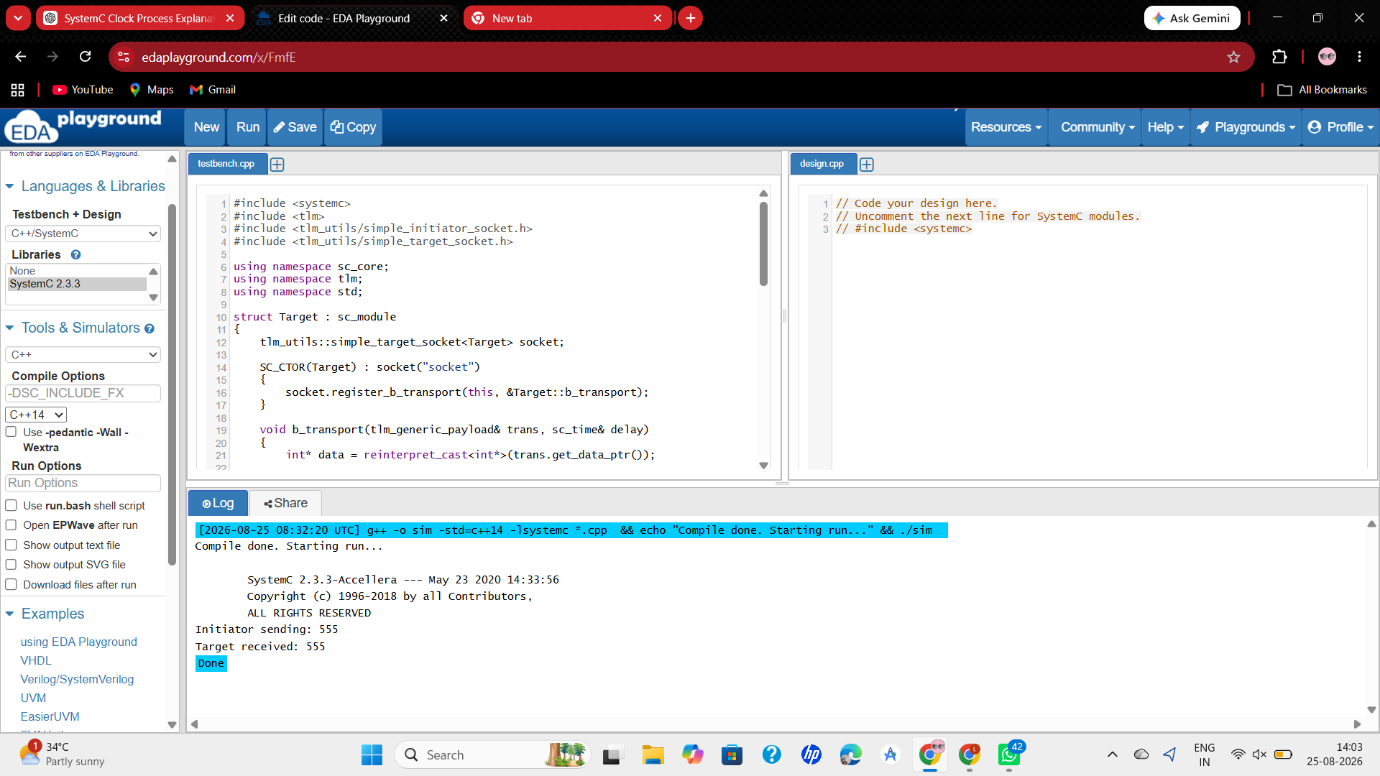 SystemC Clock Process Explana
Edit code - EDA Playground
New tab
Ask Gemini
edaplayground.com/x/FmfE
YouTube
Maps
Gmail
All Bookmarks
EDA playground
New
Run
Save
Copy
Resources
Community
Help
Playgrounds
Profile
from other suppliers on EDA Playground.
Languages & Libraries
Testbench + Design
C++/SystemC
Libraries
None
SystemC 2.3.3
Tools & Simulators
C++
Compile Options
-DSC_INCLUDE_FX
C++14
Use -pedantic -Wall -
Wextra
Run Options
Run Options
Use run.bash shell script
Open EPWave after run
Show output text file
Show output SVG file
Download files after run
Examples
using EDA Playground
VHDL
Verilog/SystemVerilog
UVM
EasierUVM
testbench.cpp
1 #include <systemc>
2 #include <tlm>
3 #include <tlm_utils/simple_initiator_socket.h>
4 #include <tlm_utils/simple_target_socket.h>
5
6 using namespace sc_core;
7 using namespace tlm;
8 using namespace std;
9
10 struct Target : sc_module
11 {
12 tlm_utils::simple_target_socket<Target> socket;
13
14 SC_CTOR(Target) : socket("socket")
15 {
16 socket.register_b_transport(this, &Target::b_transport);
17 }
18
19 void b_transport(tlm_generic_payload& trans, sc_time& delay)
20 {
21 int* data = reinterpret_cast<int*>(trans.get_data_ptr());
22
design.cpp
1 // Code your design here.
2 // Uncomment the next line for SystemC modules.
3 // #include <systemc>
Log
Share
[2026-08-25 08:32:20 UTC] g++ -o sim -std=c++14 -lsystemc *.cpp && echo "Compile done. Starting run..." && ./sim
Compile done. Starting run...
SystemC 2.3.3-Accellera --- May 23 2020 14:33:56
Copyright (c) 1996-2018 by all Contributors,
ALL RIGHTS RESERVED
Initiator sending: 555
Target received: 555
Done
1
34°C
Partly sunny
Search
42
ENG
IN
14:03
25-08-2026